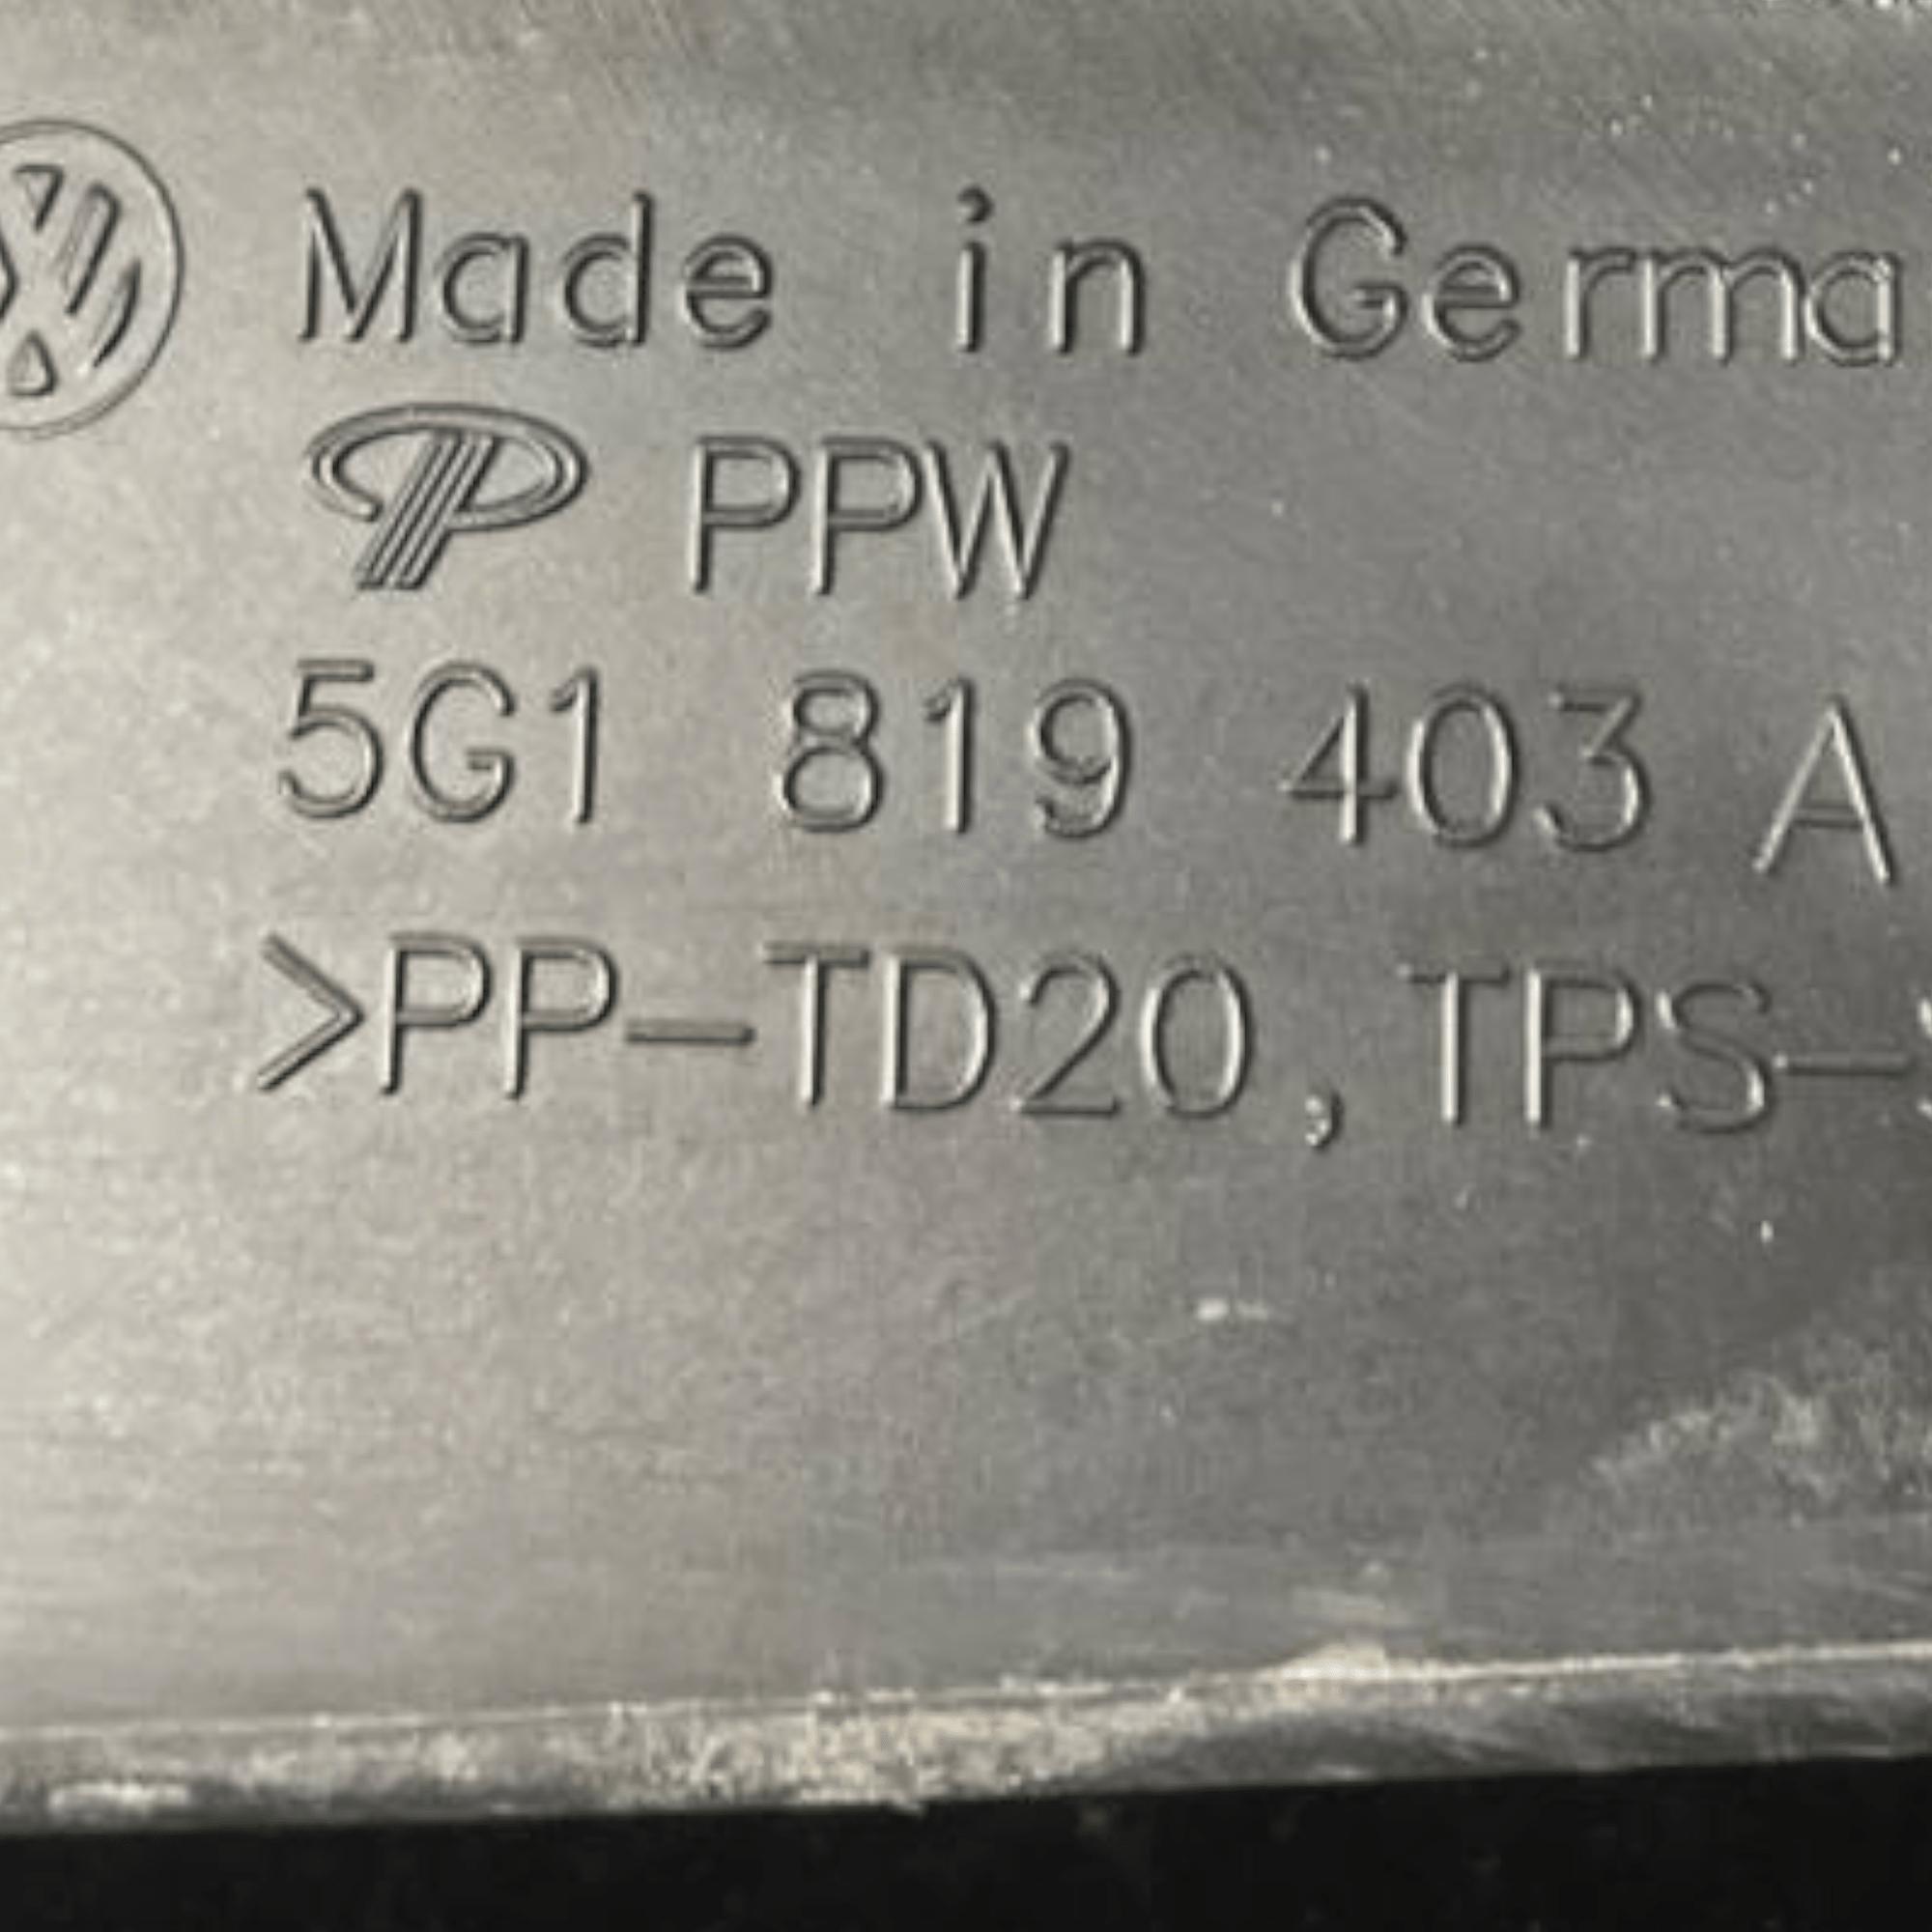 Made in Germa
PPW
5G1 819 403 A
>PP-TD20, TPS-